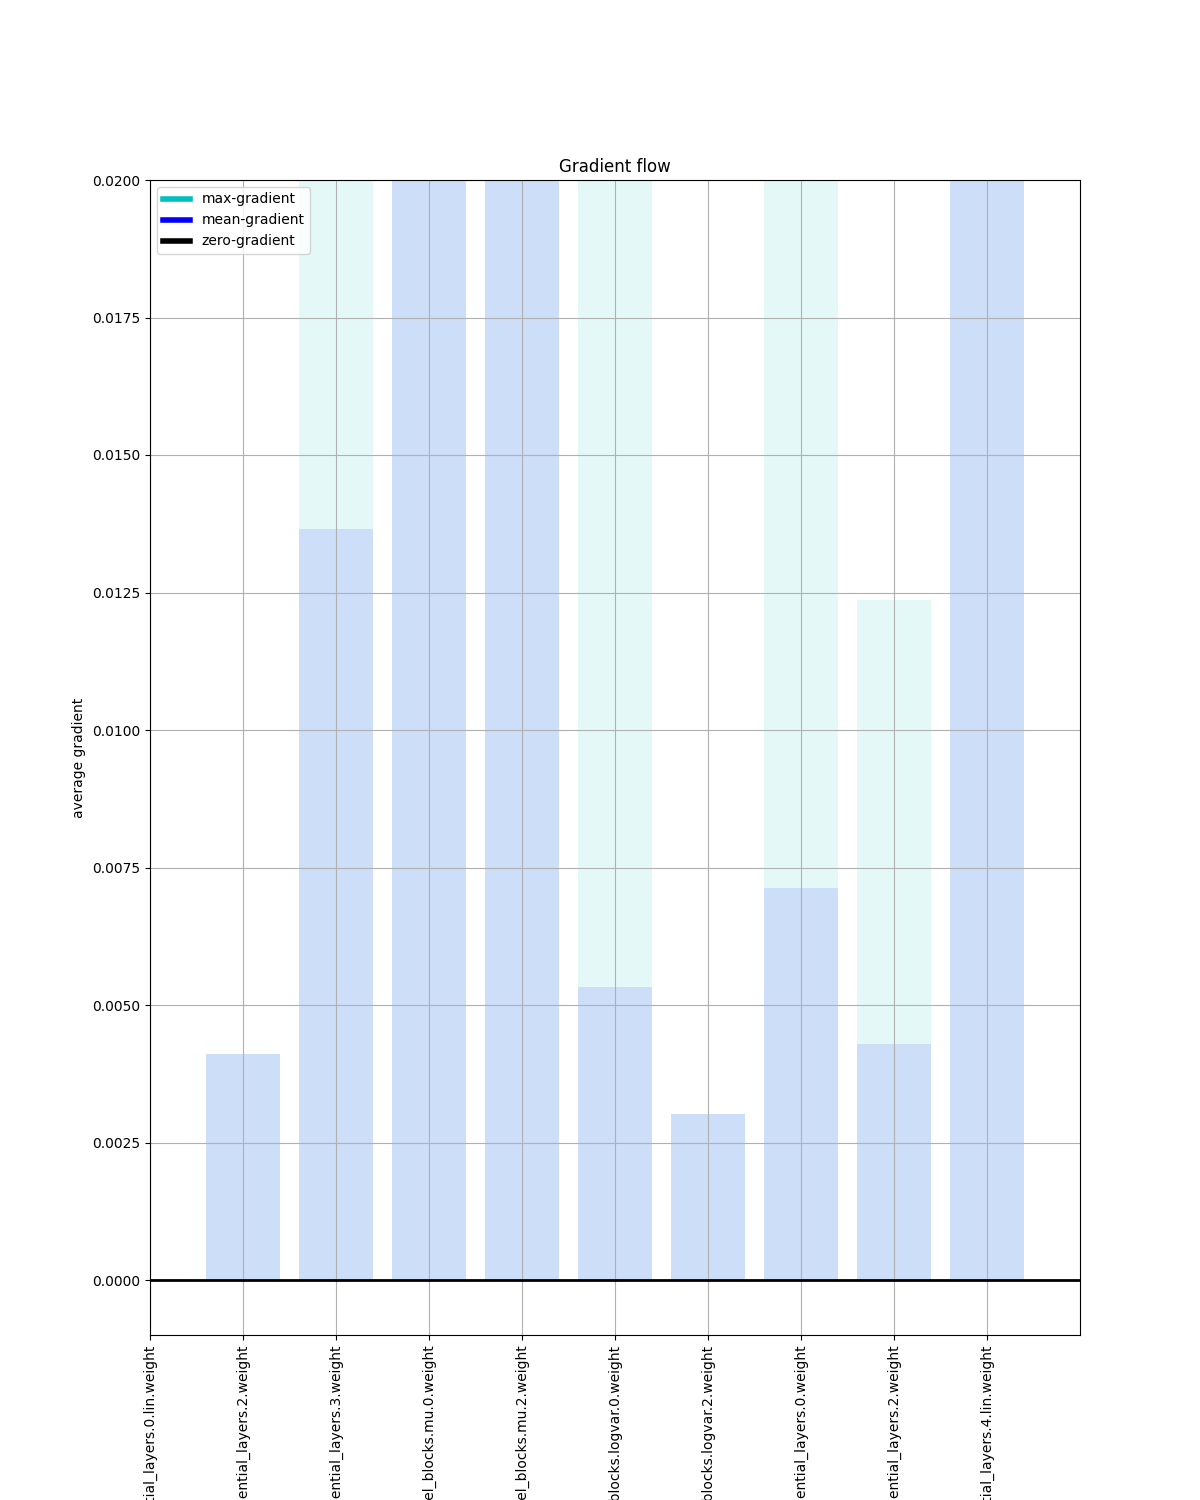 Gradient flow
max-gradient
mean-gradient
zero-gradient
0.0200
0.0175
0.0150
0.0125
0.0100
0.0075
0.0050
0.0025
0.0000
average gradient
tial_layers.0.lin.weight
ential_layers.2.weight
ential_layers.3.weight
el_blocks.mu.0.weight
el_blocks.mu.2.weight
blocks.logvar.0.weight
blocks.logvar.2.weight
ential_layers.0.weight
ential_layers.2.weight
tial_layers.4.lin.weight